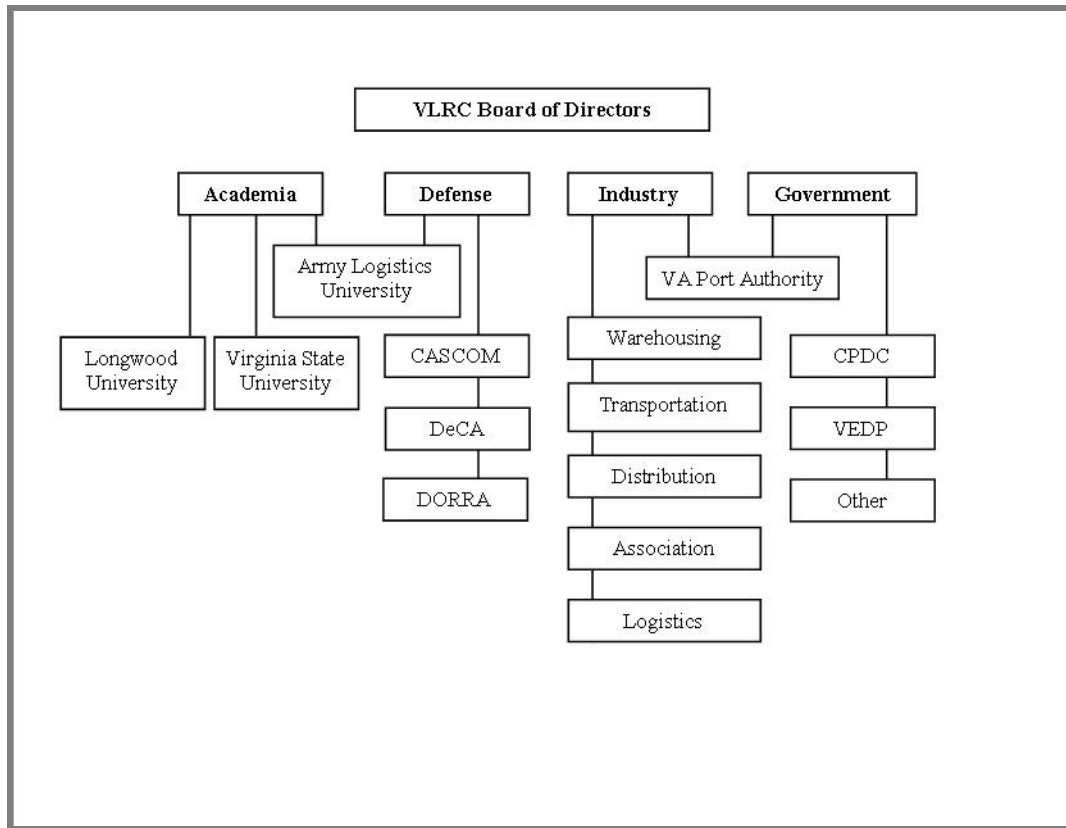 VLRC Board of Directors
Academia
Defense
Industry
Government
Army Logistics
University
VA Port Authority
Longwood
University
Virginia State
University
CASCOM
DeCA
DORRA
Warehousing
Transportation
Distribution
Association
Logistics
CPDC
VEDP
Other